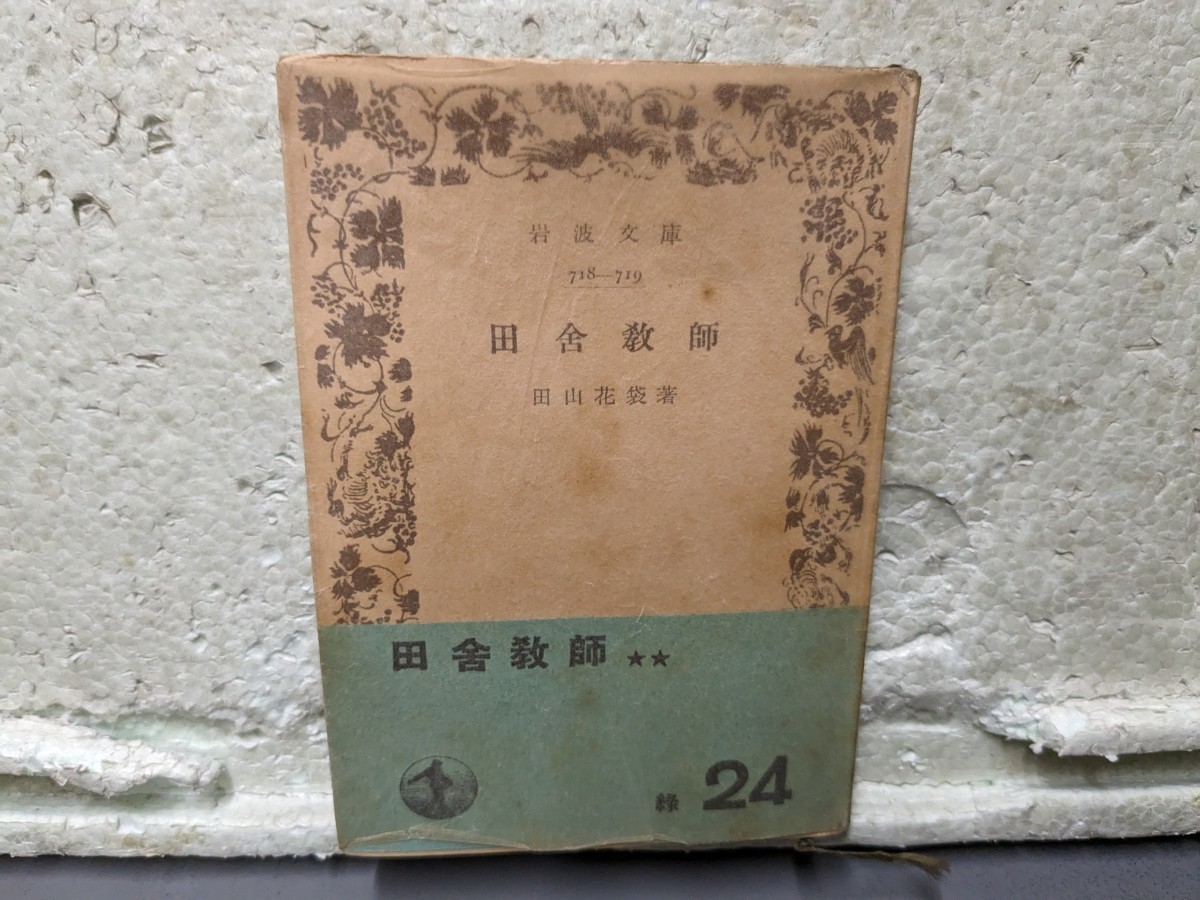 岩波文庫
718—719
田舎教師
田山花袋著
田舎教師 ★★
緑 24